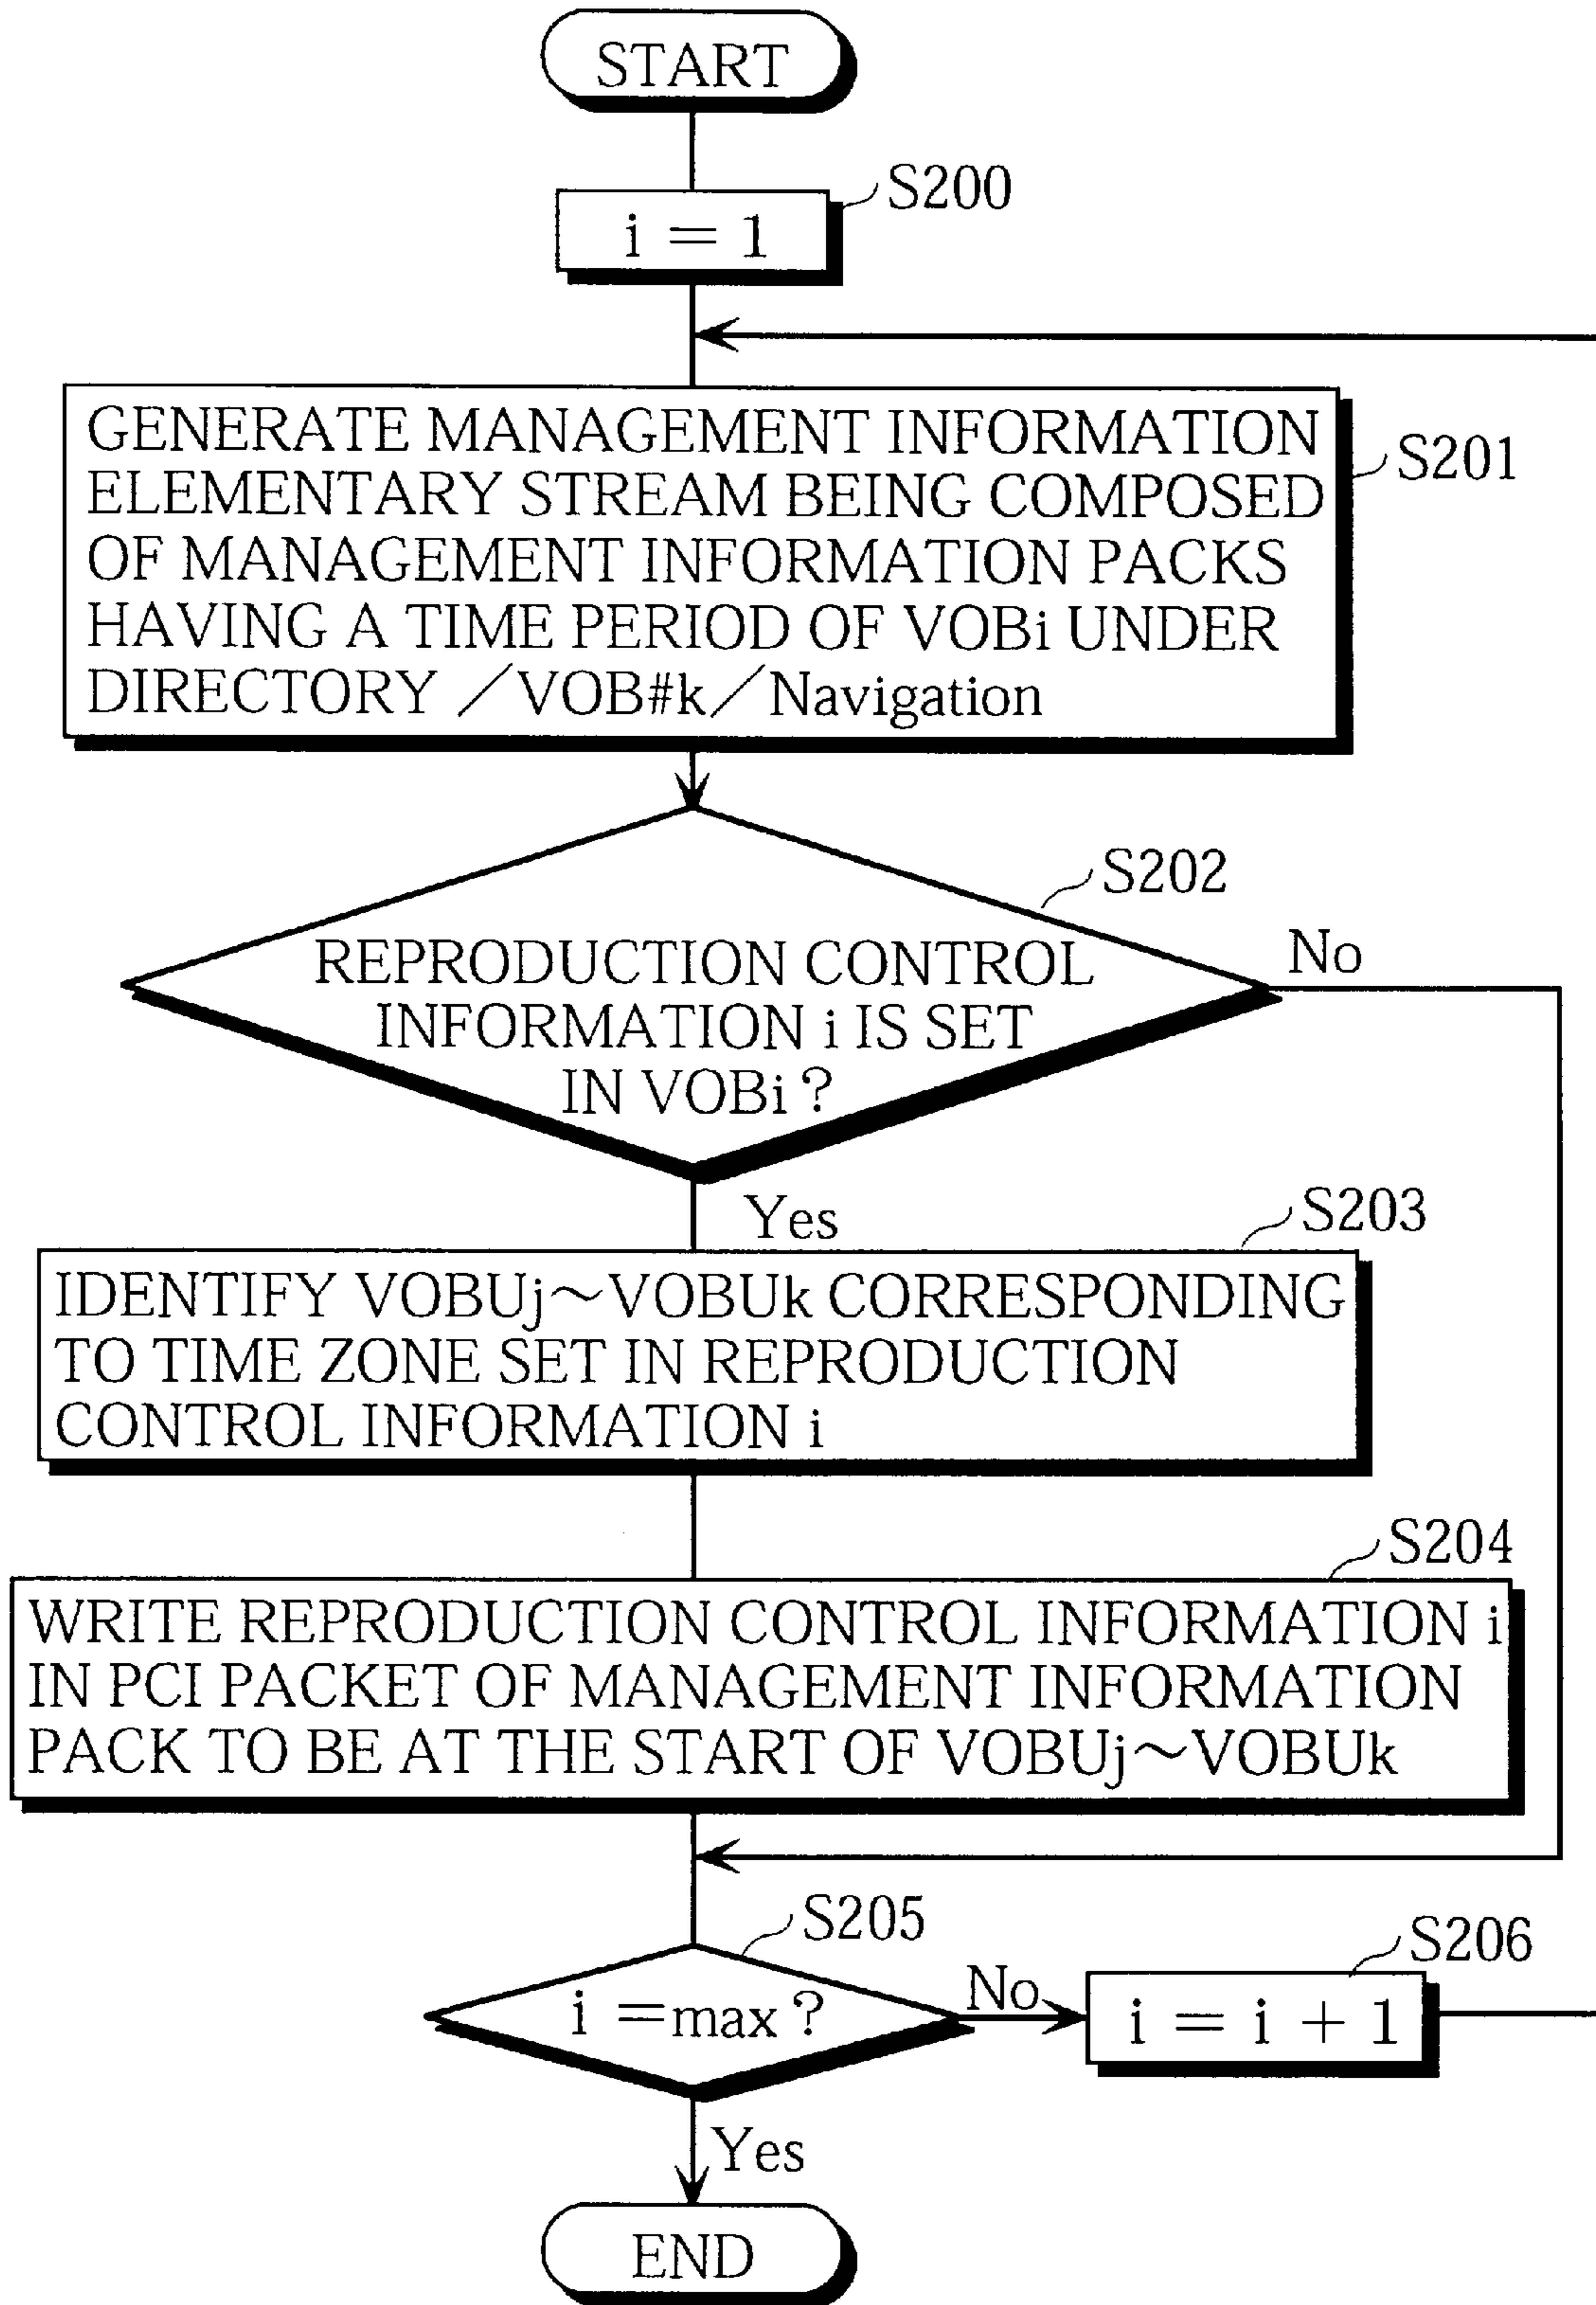 START
S200
i = 1
GENERATE MANAGEMENT INFORMATION
ELEMENTARY STREAM BEING COMPOSED
OF MANAGEMENT INFORMATION PACKS
HAVING A TIME PERIOD OF VOBi UNDER
DIRECTORY ／VOB#k／Navigation
S201
S202
REPRODUCTION CONTROL
INFORMATION i IS SET
IN VOBi ?
No
Yes
S203
IDENTIFY VOBUj～VOBUk CORRESPONDING
TO TIME ZONE SET IN REPRODUCTION
CONTROL INFORMATION i
S204
WRITE REPRODUCTION CONTROL INFORMATION i
IN PCI PACKET OF MANAGEMENT INFORMATION
PACK TO BE AT THE START OF VOBUj～VOBUk
S205
i =max ?
No
S206
i = i + 1
Yes
END